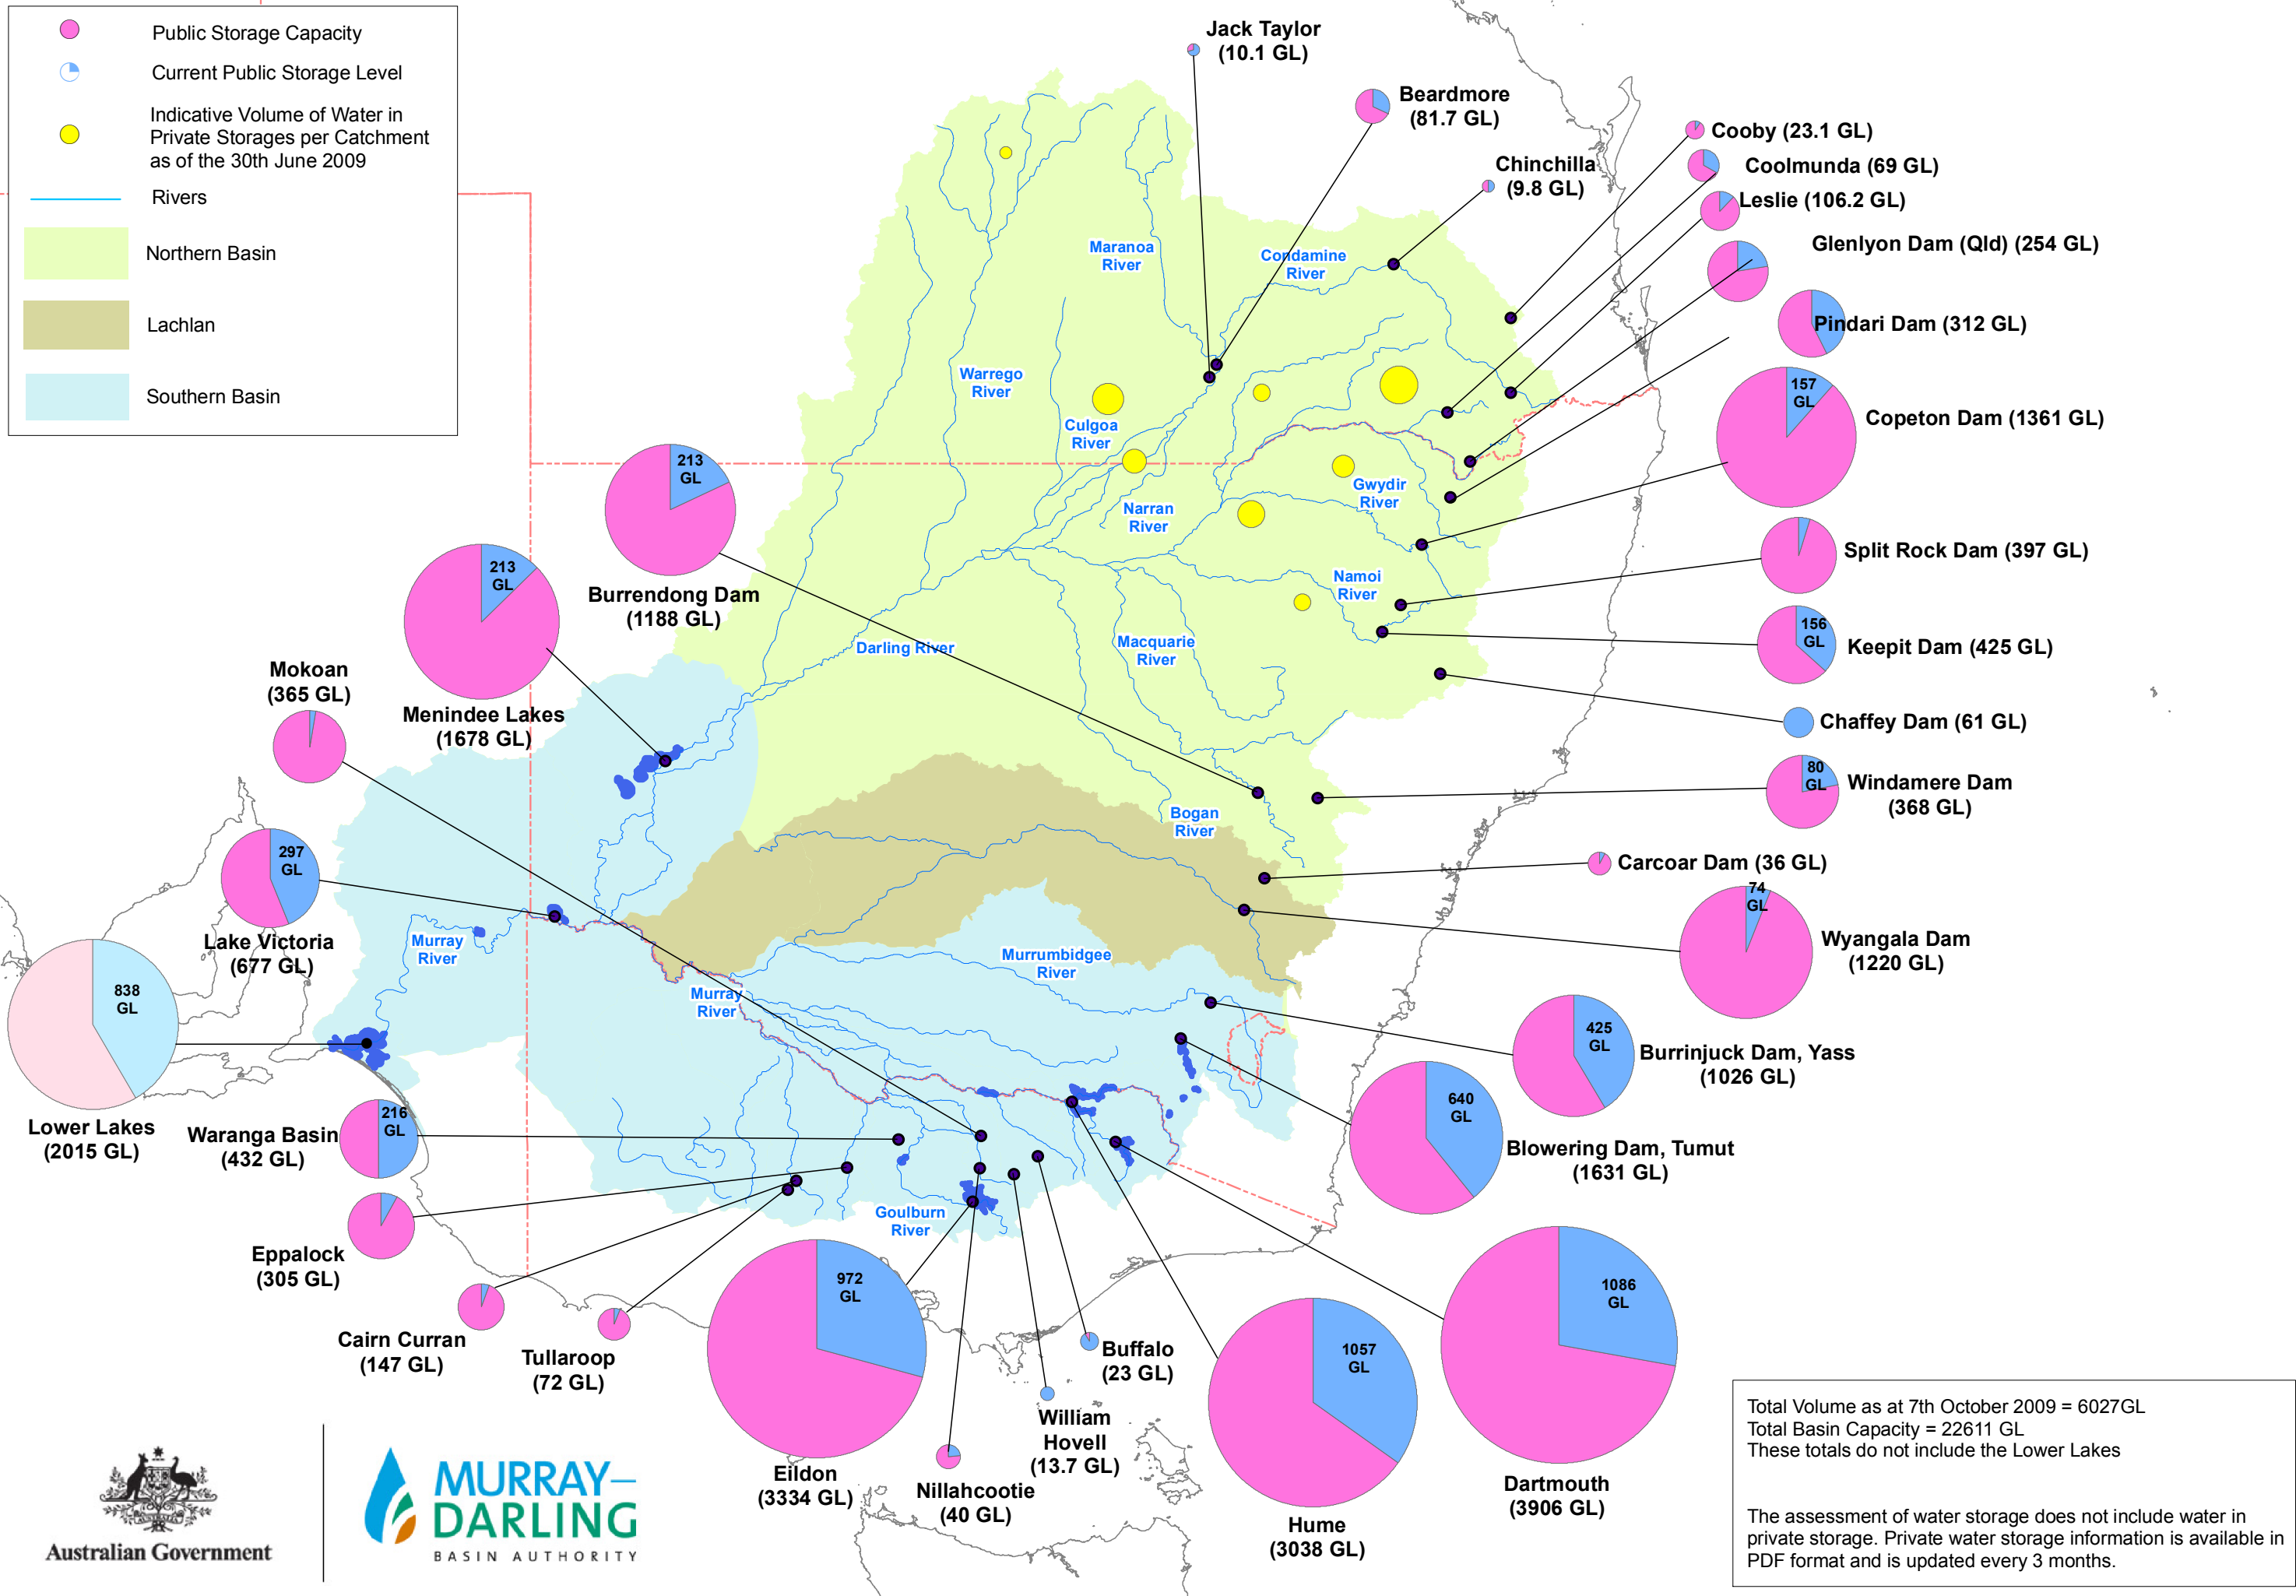 Public Storage Capacity
Current Public Storage Level
Indicative Volume of Water in
Private Storages per Catchment
as of the 30th June 2009
Rivers
Northern Basin
Lachlan
Southern Basin
Jack Taylor
(10.1 GL)
Beardmore
(81.7 GL)
Chinchilla
(9.8 GL)
Cooby (23.1 GL)
Coolmunda (69 GL)
Leslie (106.2 GL)
Glenlyon Dam (Qld) (254 GL)
Pindari Dam (312 GL)
157
GL
Copeton Dam (1361 GL)
Split Rock Dam (397 GL)
156
GL
Keepit Dam (425 GL)
Chaffey Dam (61 GL)
80
GL
Windamere Dam
(368 GL)
Carcoar Dam (36 GL)
74
GL
Wyangala Dam
(1220 GL)
425
GL
Burrinjuck Dam, Yass
(1026 GL)
640
GL
Blowering Dam, Tumut
(1631 GL)
1086
GL
Dartmouth
(3906 GL)
1057
GL
Hume
(3038 GL)
Buffalo
(23 GL)
William
Hovell
(13.7 GL)
Nillahcootie
(40 GL)
972
GL
Eildon
(3334 GL)
Tullaroop
(72 GL)
Cairn Curran
(147 GL)
Eppalock
(305 GL)
216
GL
Waranga Basin
(432 GL)
838
GL
Lower Lakes
(2015 GL)
297
GL
Lake Victoria
(677 GL)
Mokoan
(365 GL)
213
GL
Menindee Lakes
(1678 GL)
213
GL
Burrendong Dam
(1188 GL)
Maranoa
River
Condamine
River
Warrego
River
Culgoa
River
Narran
River
Gwydir
River
Namoi
River
Macquarie
River
Darling River
Bogan
River
Murrumbidgee
River
Murray
River
Murray
River
Goulburn
River
Australian Government
MURRAY–
DARLING
BASIN AUTHORITY
Total Volume as at 7th October 2009 = 6027GL
Total Basin Capacity = 22611 GL
These totals do not include the Lower Lakes
The assessment of water storage does not include water in
private storage. Private water storage information is available in
PDF format and is updated every 3 months.